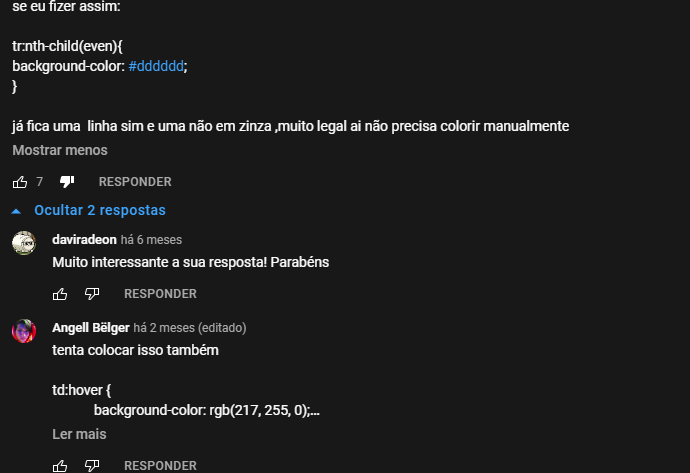 se eu fizer assim:
tr:nth-child(even){
background-color: #dddddd;
}
já fica uma linha sim e uma não em zinza ,muito legal ai não precisa colorir manualmente
Mostrar menos
7 RESPONDER
Ocultar 2 respostas
daviradeon há 6 meses
Muito interessante a sua resposta! Parabéns
RESPONDER
Angell Bëlger há 2 meses (editado)
tenta colocar isso também
td:hover {
background-color: rgb(217, 255, 0);...
Ler mais
RESPONDER